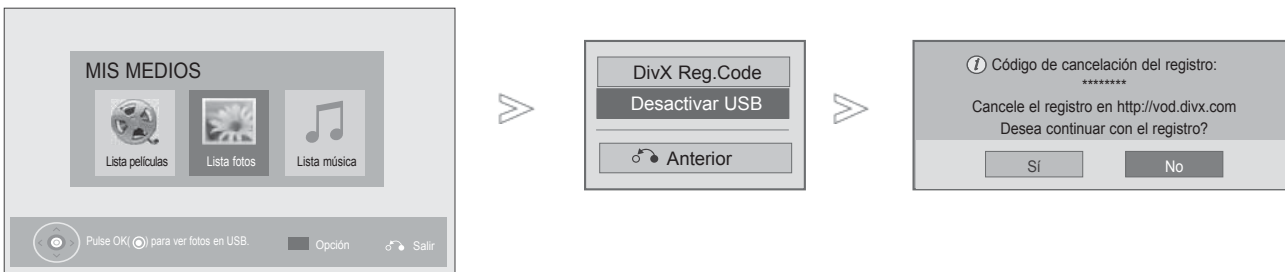 MIS MEDIOS
Lista películas
Lista fotos
Lista música
Pulse OK( ) para ver fotos en USB.
Opción
Salir
DivX Reg.Code
Desactivar USB
Anterior
Código de cancelación del registro:
********
Cancele el registro en http://vod.divx.com
Desea continuar con el registro?
Sí
No